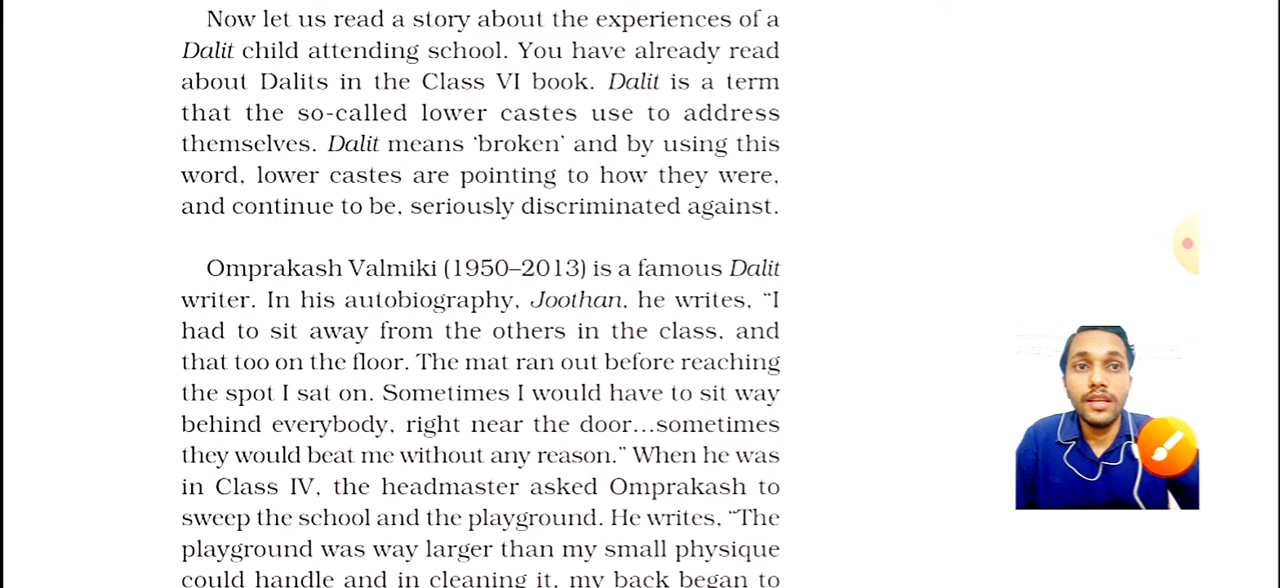 Now let us read a story about the experiences of a
Dalit child attending school. You have already read
about Dalits in the Class VI book. Dalit is a term
that the so-called lower castes use to address
themselves. Dalit means ‘broken’ and by using this
word, lower castes are pointing to how they were,
and continue to be, seriously discriminated against.
Omprakash Valmiki (1950–2013) is a famous Dalit
writer. In his autobiography, Joothan, he writes, “I
had to sit away from the others in the class, and
that too on the floor. The mat ran out before reaching
the spot I sat on. Sometimes I would have to sit way
behind everybody, right near the door...sometimes
they would beat me without any reason.” When he was
in Class IV, the headmaster asked Omprakash to
sweep the school and the playground. He writes, “The
playground was way larger than my small physique
could handle and in cleaning it, my back began to